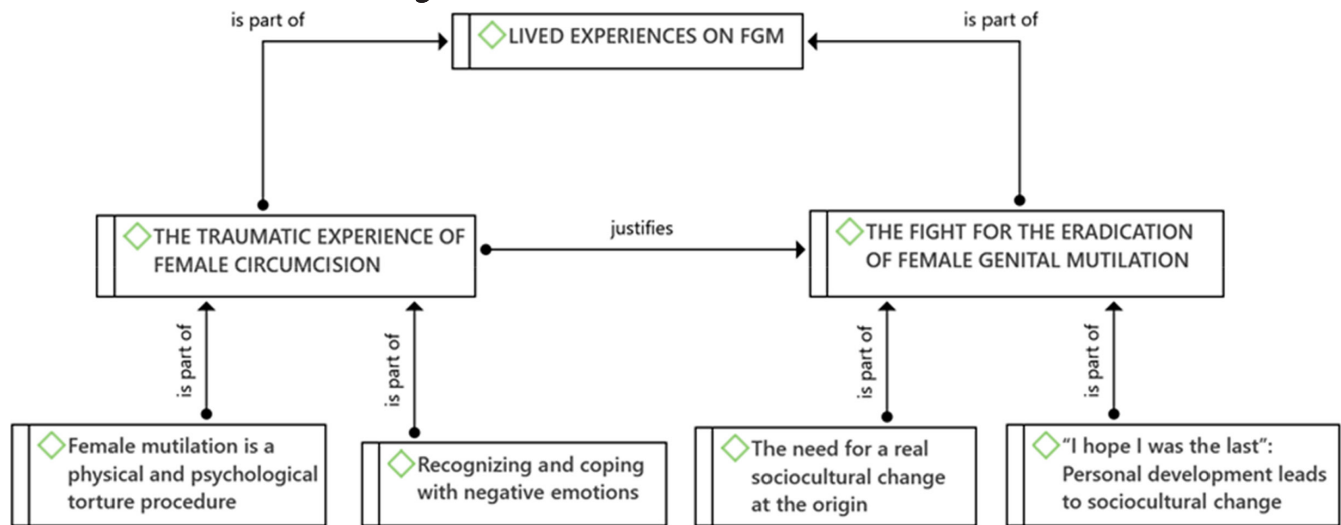 is part of
is part of
LIVED EXPERIENCES ON FGM
THE TRAUMATIC EXPERIENCE OF
FEMALE CIRCUMCISION
justifies
THE FIGHT FOR THE ERADICATION
OF FEMALE GENITAL MUTILATION
is part of
is part of
is part of
is part of
Female mutilation is a
physical and psychological
torture procedure
Recognizing and coping
with negative emotions
The need for a real
sociocultural change
at the origin
“I hope I was the last”:
Personal development leads
to sociocultural change